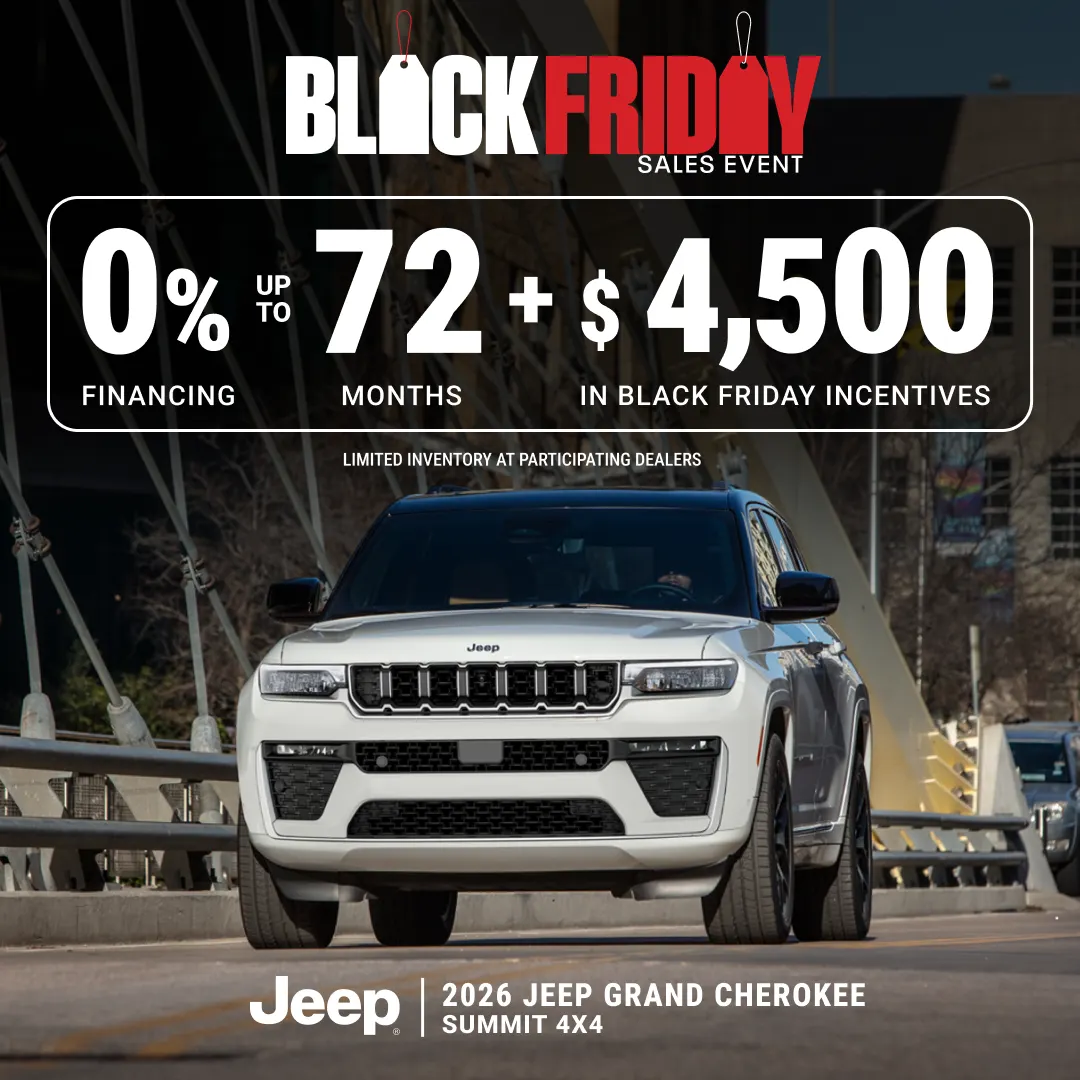 BLACK FRIDAY
SALES EVENT
0% UP TO 72 + $4,500
FINANCING MONTHS IN BLACK FRIDAY INCENTIVES
LIMITED INVENTORY AT PARTICIPATING DEALERS
Jeep
Jeep®
2026 JEEP GRAND CHEROKEE
SUMMIT 4X4